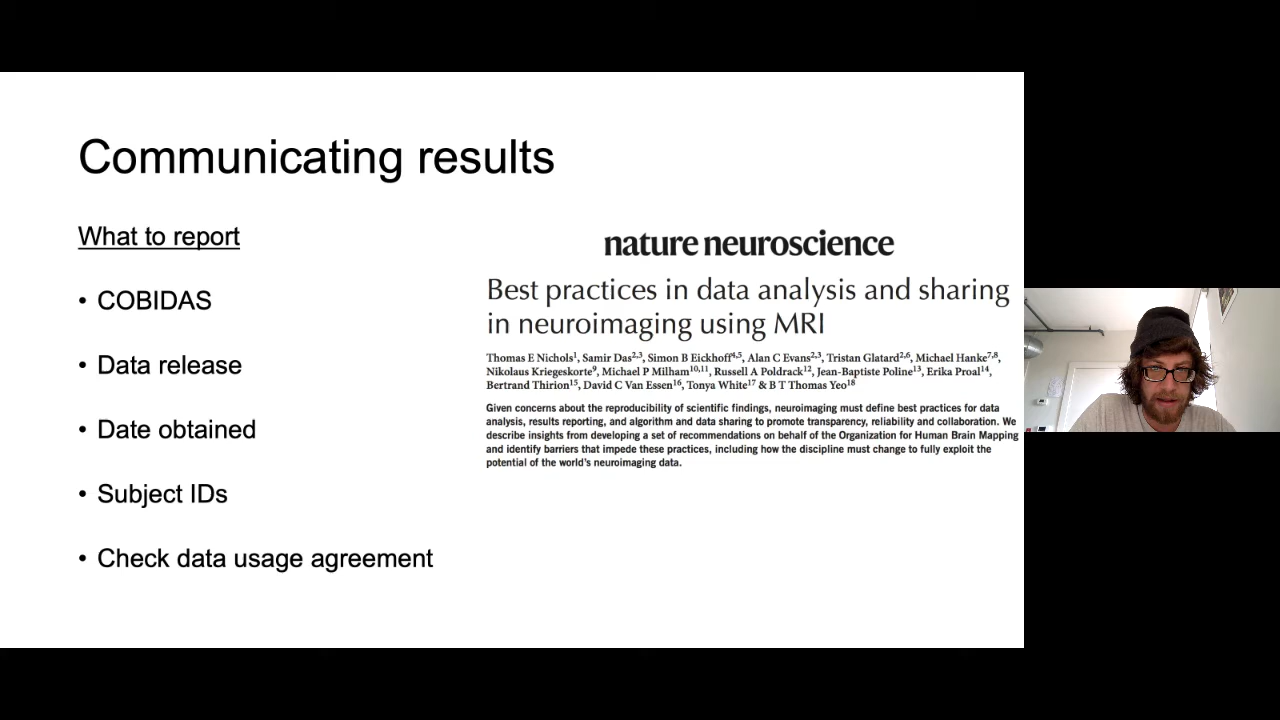 Communicating results
What to report
• COBIDAS
• Data release
• Date obtained
• Subject IDs
• Check data usage agreement
nature neuroscience
Best practices in data analysis and sharing
in neuroimaging using MRI
Thomas E Nichols1, Samir Das2,3, Simon B Eickhoff4,5, Alan C Evans2,3, Tristan Glatard2,6, Michael Hanke7,8,
Nikolaus Kriegeskorte9, Michael P Milham10,11, Russell A Poldrack12, Jean-Baptiste Poline13, Erika Proal14,
Bertrand Thirion15, David C Van Essen16, Tonya White17 & B T Thomas Yeo18
Given concerns about the reproducibility of scientific findings, neuroimaging must define best practices for data
analysis, results reporting, and algorithm and data sharing to promote transparency, reliability and collaboration. We
describe insights from developing a set of recommendations on behalf of the Organization for Human Brain Mapping
and identify barriers that impede these practices, including how the discipline must change to fully exploit the
potential of the world's neuroimaging data.